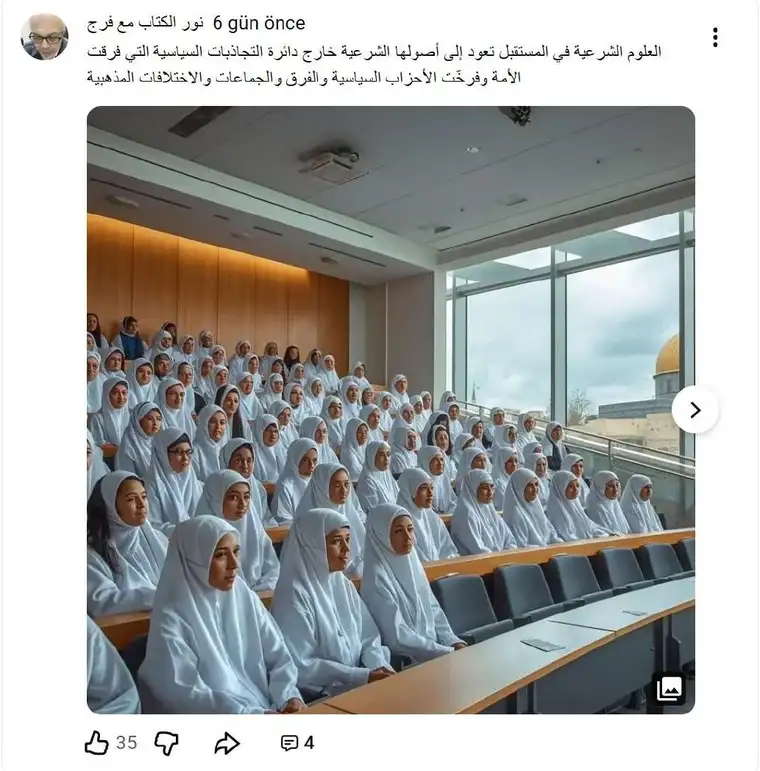 نور الكتاب مع فرج 6 gün önce
العلوم الشرعية في المستقبل تعود إلى أصولها الشرعية خارج دائرة التجاذبات السياسية التي فرقت
الأمة وفرخّت الأحزاب السياسية والفرق والجماعات والاختلافات المذهبية
35
4